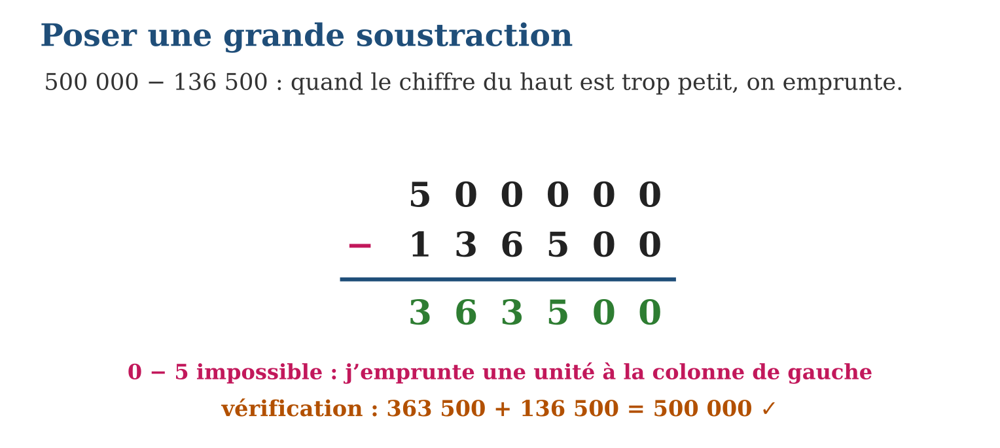 Poser une grande soustraction
500 000 − 136 500 : quand le chiffre du haut est trop petit, on emprunte.
5 0 0 0 0 0
− 1 3 6 5 0 0
3 6 3 5 0 0
0 − 5 impossible : j’emprunte une unité à la colonne de gauche
vérification : 363 500 + 136 500 = 500 000 ✓